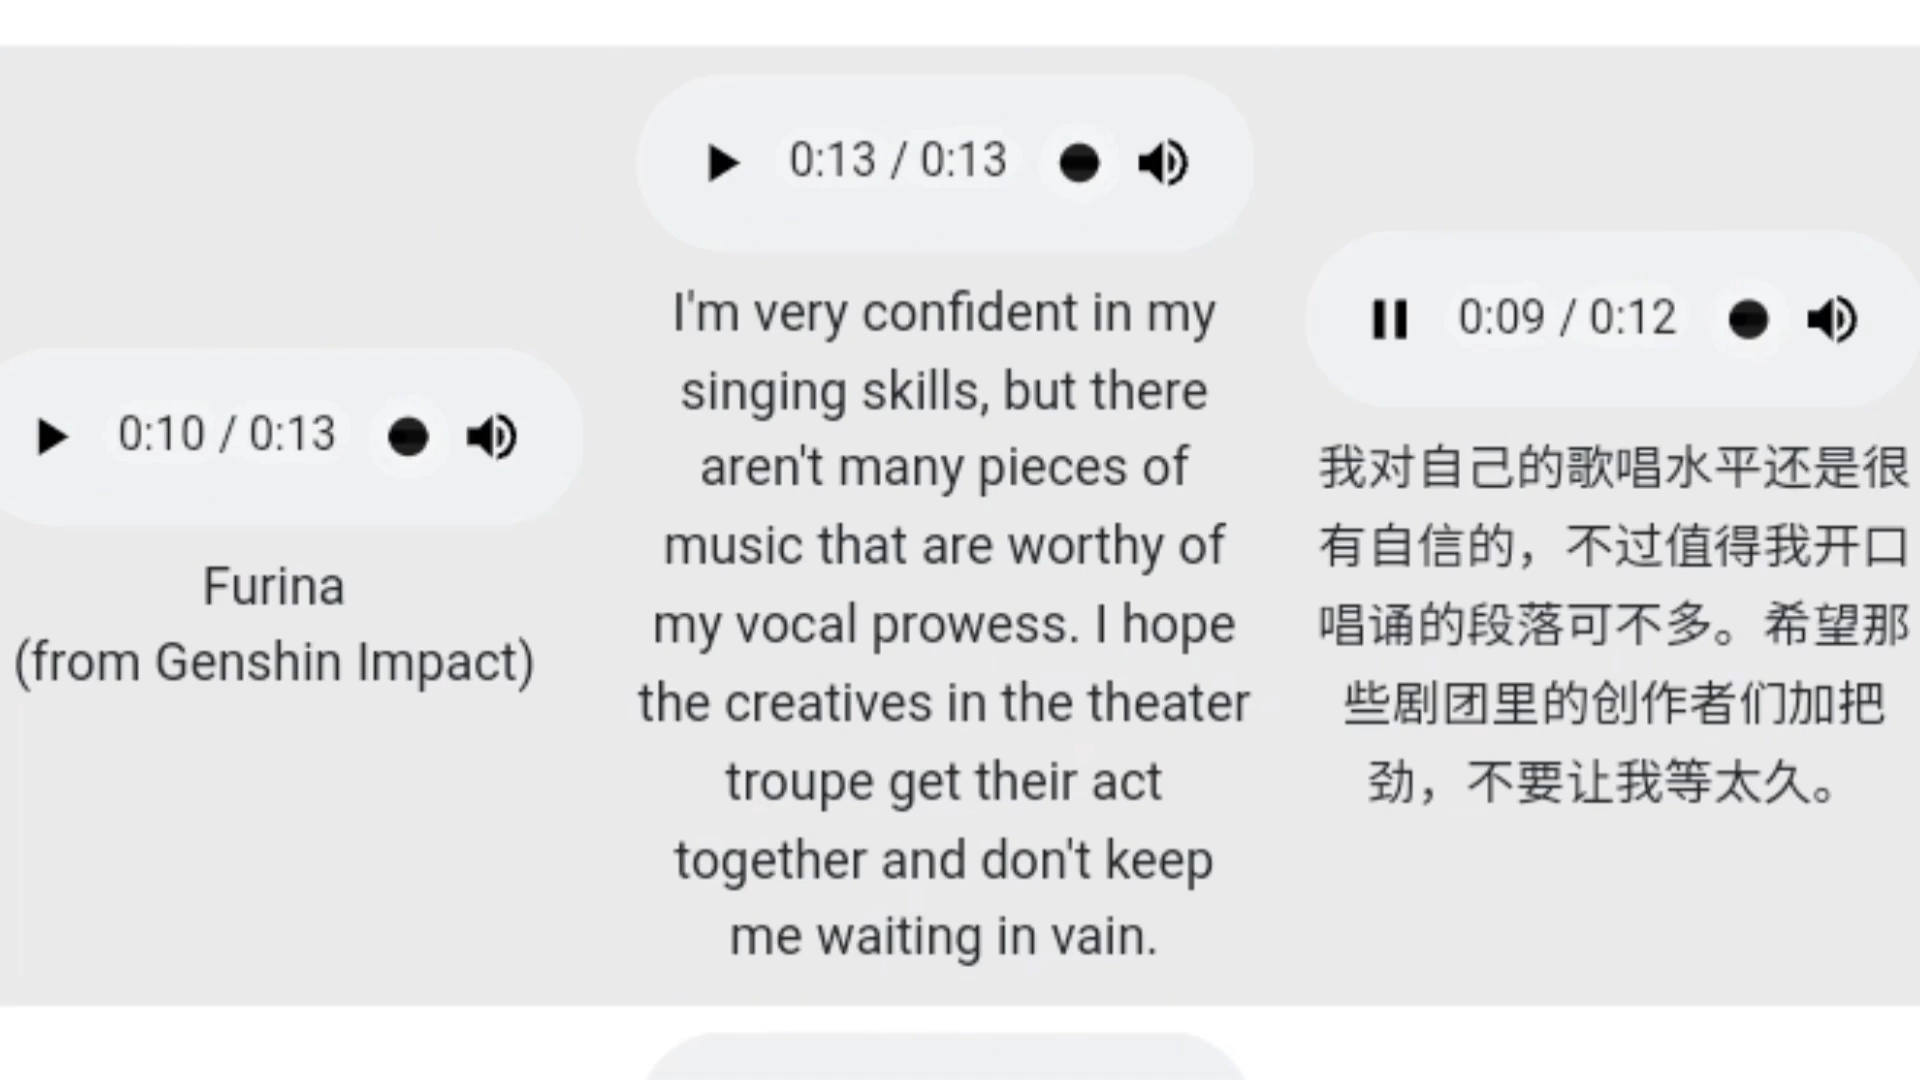 0:10 / 0:13
Furina
(from Genshin Impact)
0:13 / 0:13
I'm very confident in my
singing skills, but there
aren't many pieces of
music that are worthy of
my vocal prowess. I hope
the creatives in the theater
troupe get their act
together and don't keep
me waiting in vain.
0:09 / 0:12
我对自己的歌唱水平还是很
有自信的，不过值得我开口
唱诵的段落可不多。希望那
些剧团里的创作者们加把
劲，不要让我等太久。